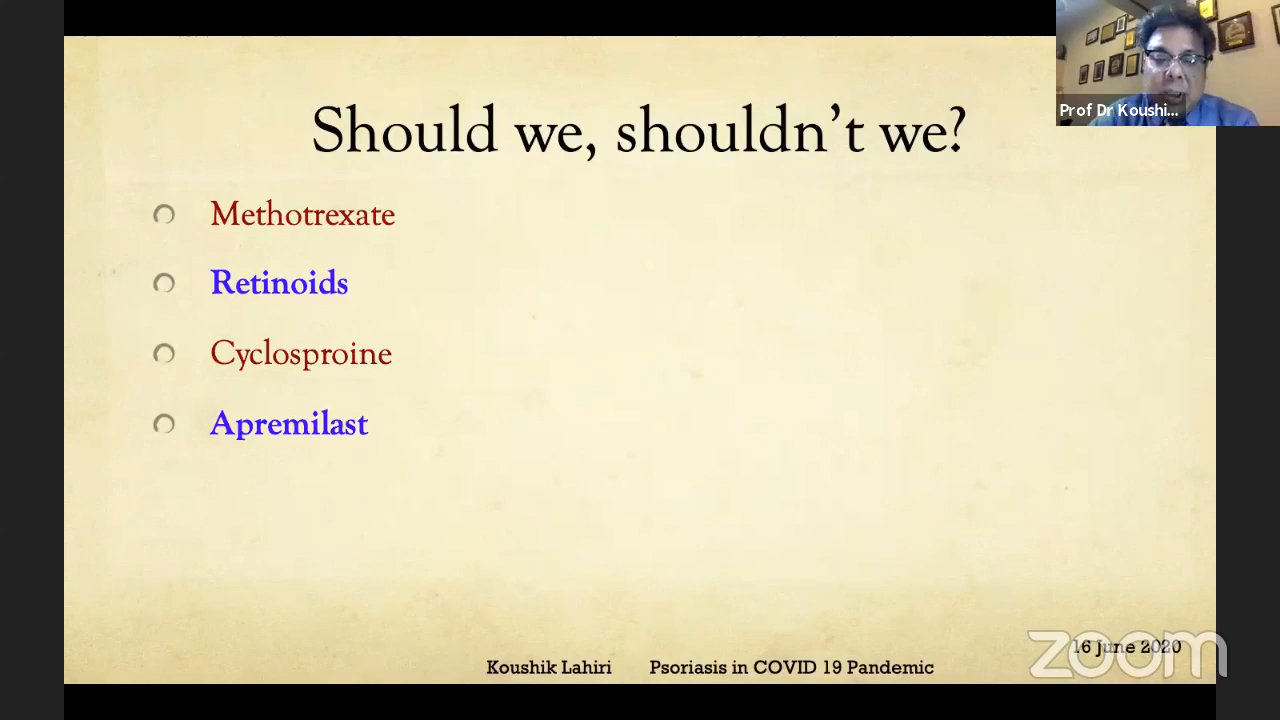 Should we, shouldn't we?
Prof Dr Koushi...
Methotrexate
Retinoids
Cyclosproine
Apremilast
16 June 2020
zoom
Koushik Lahiri Psoriasis in COVID 19 Pandemic